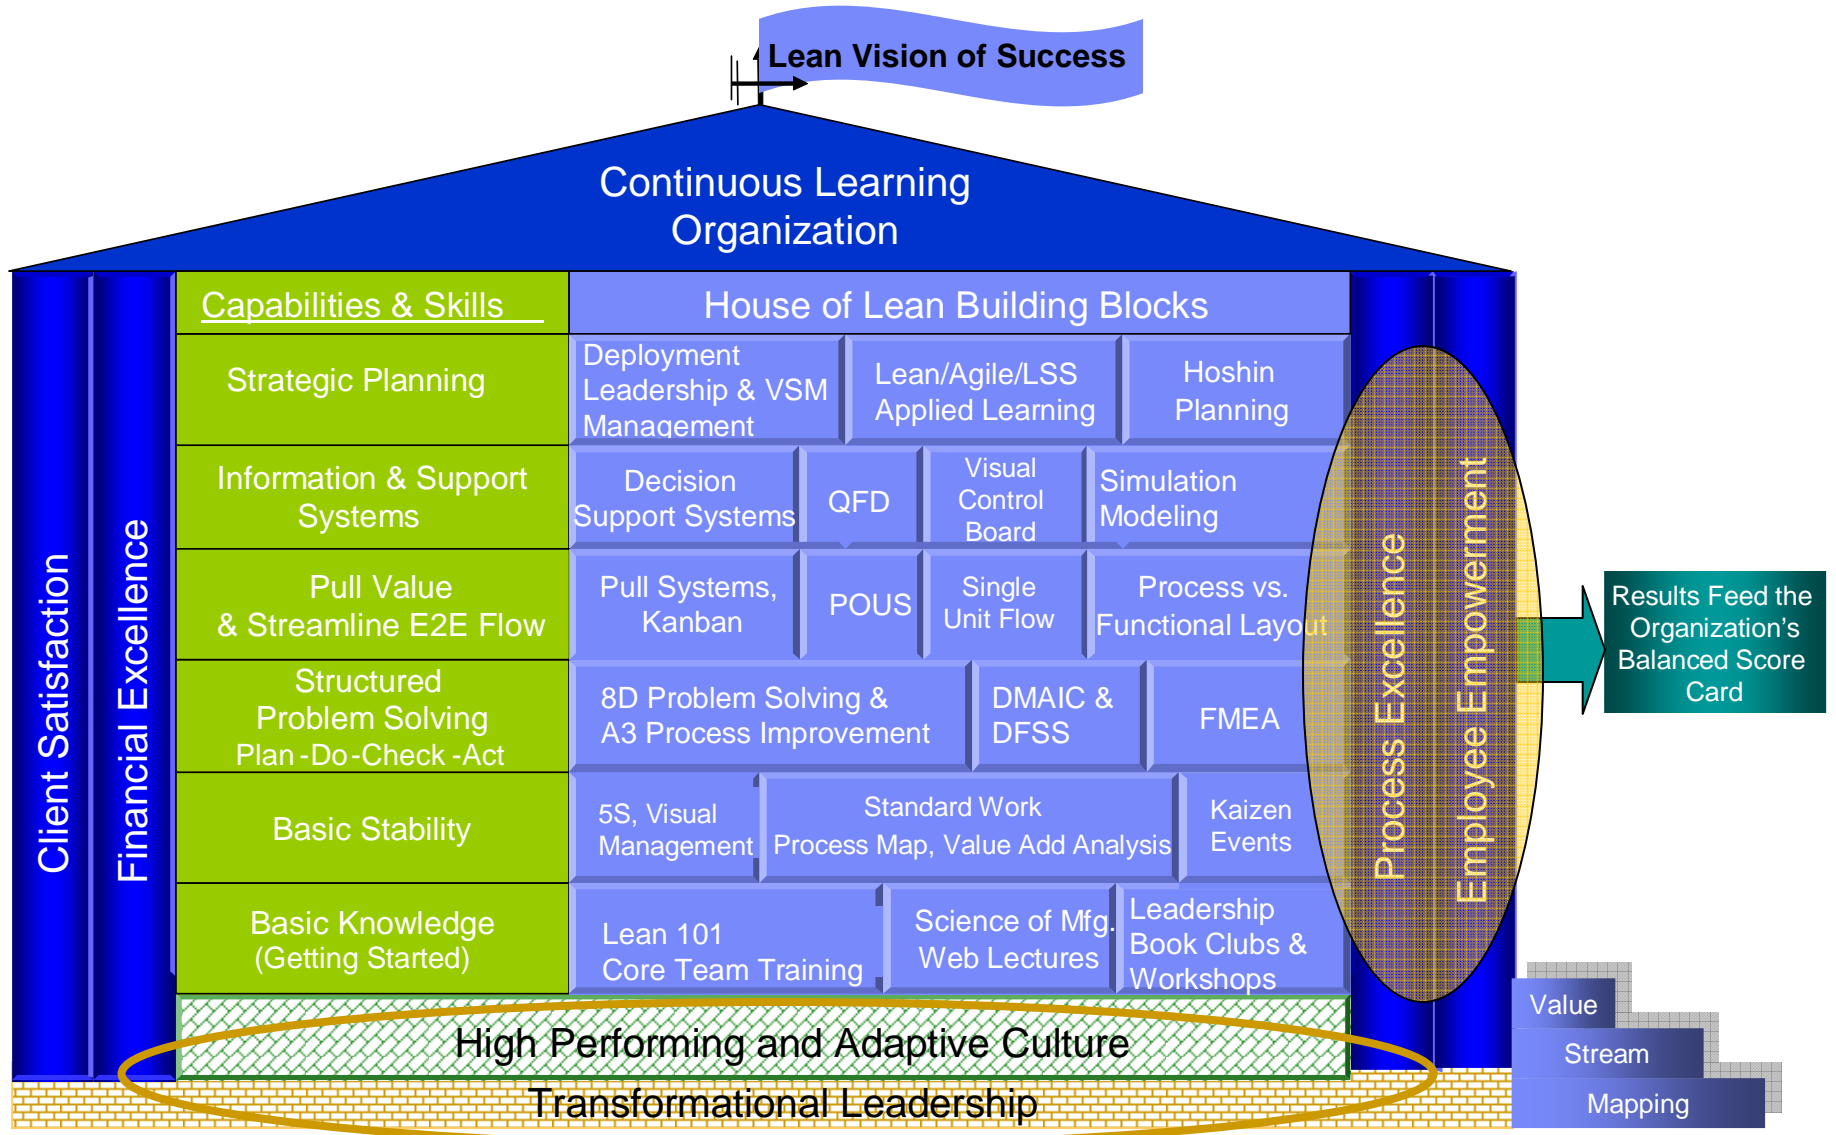 Lean Vision of Success
Continuous Learning
Organization
Capabilities & Skills
House of Lean Building Blocks
Strategic Planning
Deployment
Leadership & VSM
Management
Lean/Agile/LSS
Applied Learning
Hoshin
Planning
Information & Support
Systems
Decision
Support Systems
QFD
Visual
Control
Board
Simulation
Modeling
Pull Value
& Streamline E2E Flow
Pull Systems,
Kanban
POUS
Single
Unit Flow
Process vs.
Functional Layout
Structured
Problem Solving
Plan -Do -Check -Act
8D Problem Solving &
A3 Process Improvement
DMAIC &
DFSS
FMEA
Basic Stability
5S, Visual
Management
Standard Work
Process Map, Value Add Analysis
Kaizen
Events
Basic Knowledge
(Getting Started)
Lean 101
Core Team Training
Science of Mfg.
Web Lectures
Leadership
Book Clubs &
Workshops
Client Satisfaction
Financial Excellence
Process Excellence
Employee Empowerment
Results Feed the
Organization's
Balanced Score
Card
High Performing and Adaptive Culture
Transformational Leadership
Value
Stream
Mapping